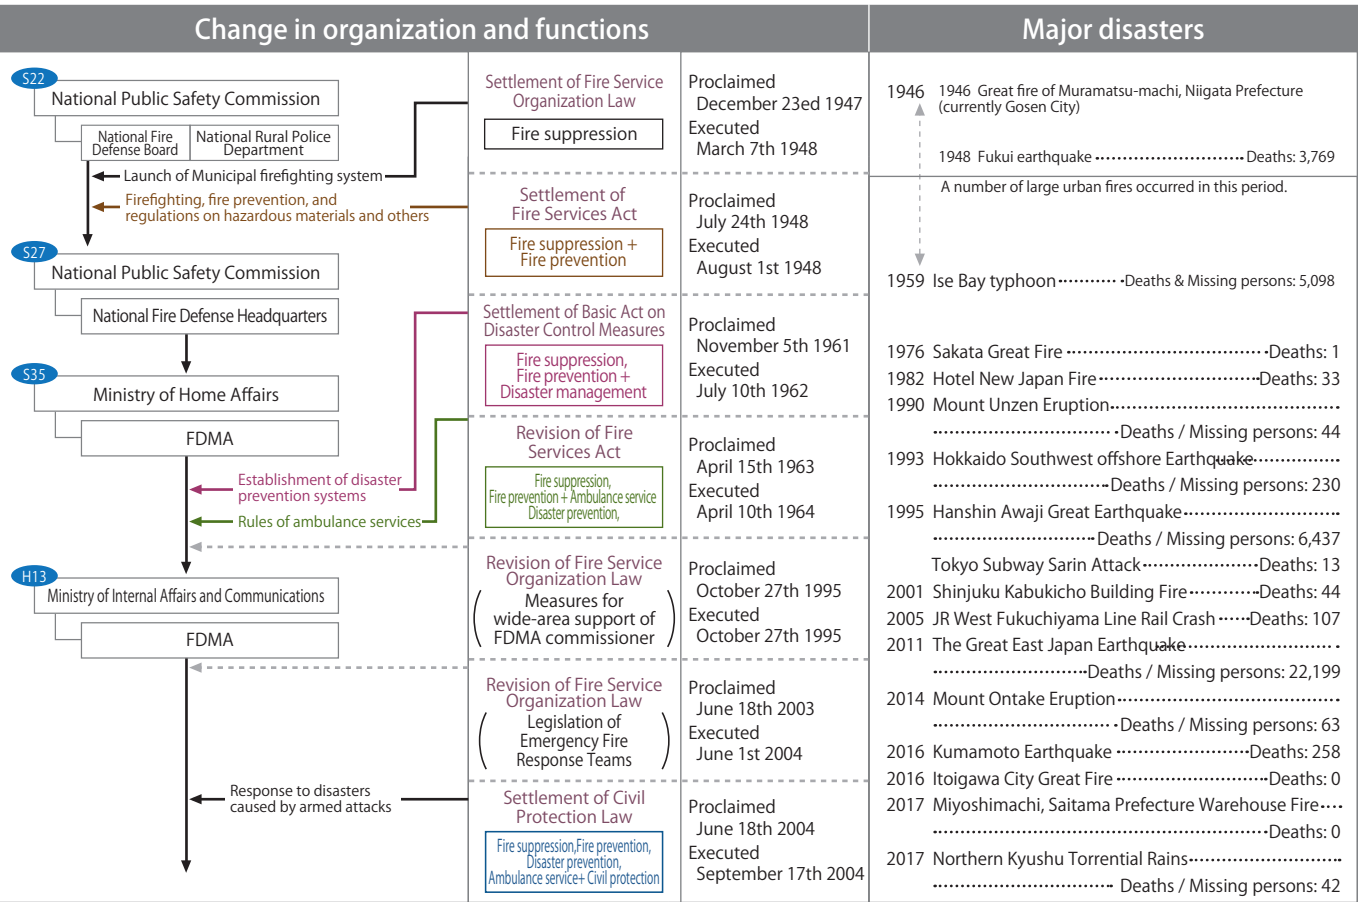 Change in organization and functions
S22
National Public Safety Commission
National Fire
Defense Board
National Rural Police
Department
Launch of Municipal firefighting system
Firefighting, fire prevention, and
regulations on hazardous materials and others
S27
National Public Safety Commission
National Fire Defense Headquarters
S35
Ministry of Home Affairs
FDMA
Establishment of disaster
prevention systems
Rules of ambulance services
H13
Ministry of Internal Affairs and Communications
FDMA
Response to disasters
caused by armed attacks
Settlement of Fire Service
Organization Law
Fire suppression
Proclaimed
December 23ed 1947
Executed
March 7th 1948
Settlement of
Fire Services Act
Fire suppression +
Fire prevention
Proclaimed
July 24th 1948
Executed
August 1st 1948
Settlement of Basic Act on
Disaster Control Measures
Fire suppression,
Fire prevention +
Disaster management
Proclaimed
November 5th 1961
Executed
July 10th 1962
Revision of Fire
Services Act
Fire suppression,
Fire prevention + Ambulance service
Disaster prevention,
Proclaimed
April 15th 1963
Executed
April 10th 1964
Revision of Fire Service
Organization Law
Measures for
wide-area support of
FDMA commissioner
Proclaimed
October 27th 1995
Executed
October 27th 1995
Revision of Fire Service
Organization Law
Legislation of
Emergency Fire
Response Teams
Proclaimed
June 18th 2003
Executed
June 1st 2004
Settlement of Civil
Protection Law
Fire suppression,Fire prevention,
Disaster prevention,
Ambulance service+ Civil protection
Proclaimed
June 18th 2004
Executed
September 17th 2004
Major disasters
1946 1946 Great fire of Muramatsu-machi, Niigata Prefecture
(currently Gosen City)
1948 Fukui earthquake Deaths: 3,769
A number of large urban fires occurred in this period.
1959 Ise Bay typhoon Deaths & Missing persons: 5,098
1976 Sakata Great Fire Deaths: 1
1982 Hotel New Japan Fire Deaths: 33
1990 Mount Unzen Eruption
Deaths / Missing persons: 44
1993 Hokkaido Southwest offshore Earthquake
Deaths / Missing persons: 230
1995 Hanshin Awaji Great Earthquake
Deaths / Missing persons: 6,437
Tokyo Subway Sarin Attack Deaths: 13
2001 Shinjuku Kabukicho Building Fire Deaths: 44
2005 JR West Fukuchiyama Line Rail Crash Deaths: 107
2011 The Great East Japan Earthquake
Deaths / Missing persons: 22,199
2014 Mount Ontake Eruption
Deaths / Missing persons: 63
2016 Kumamoto Earthquake Deaths: 258
2016 Itoigawa City Great Fire Deaths: 0
2017 Miyoshimachi, Saitama Prefecture Warehouse Fire
Deaths: 0
2017 Northern Kyushu Torrential Rains
Deaths / Missing persons: 42